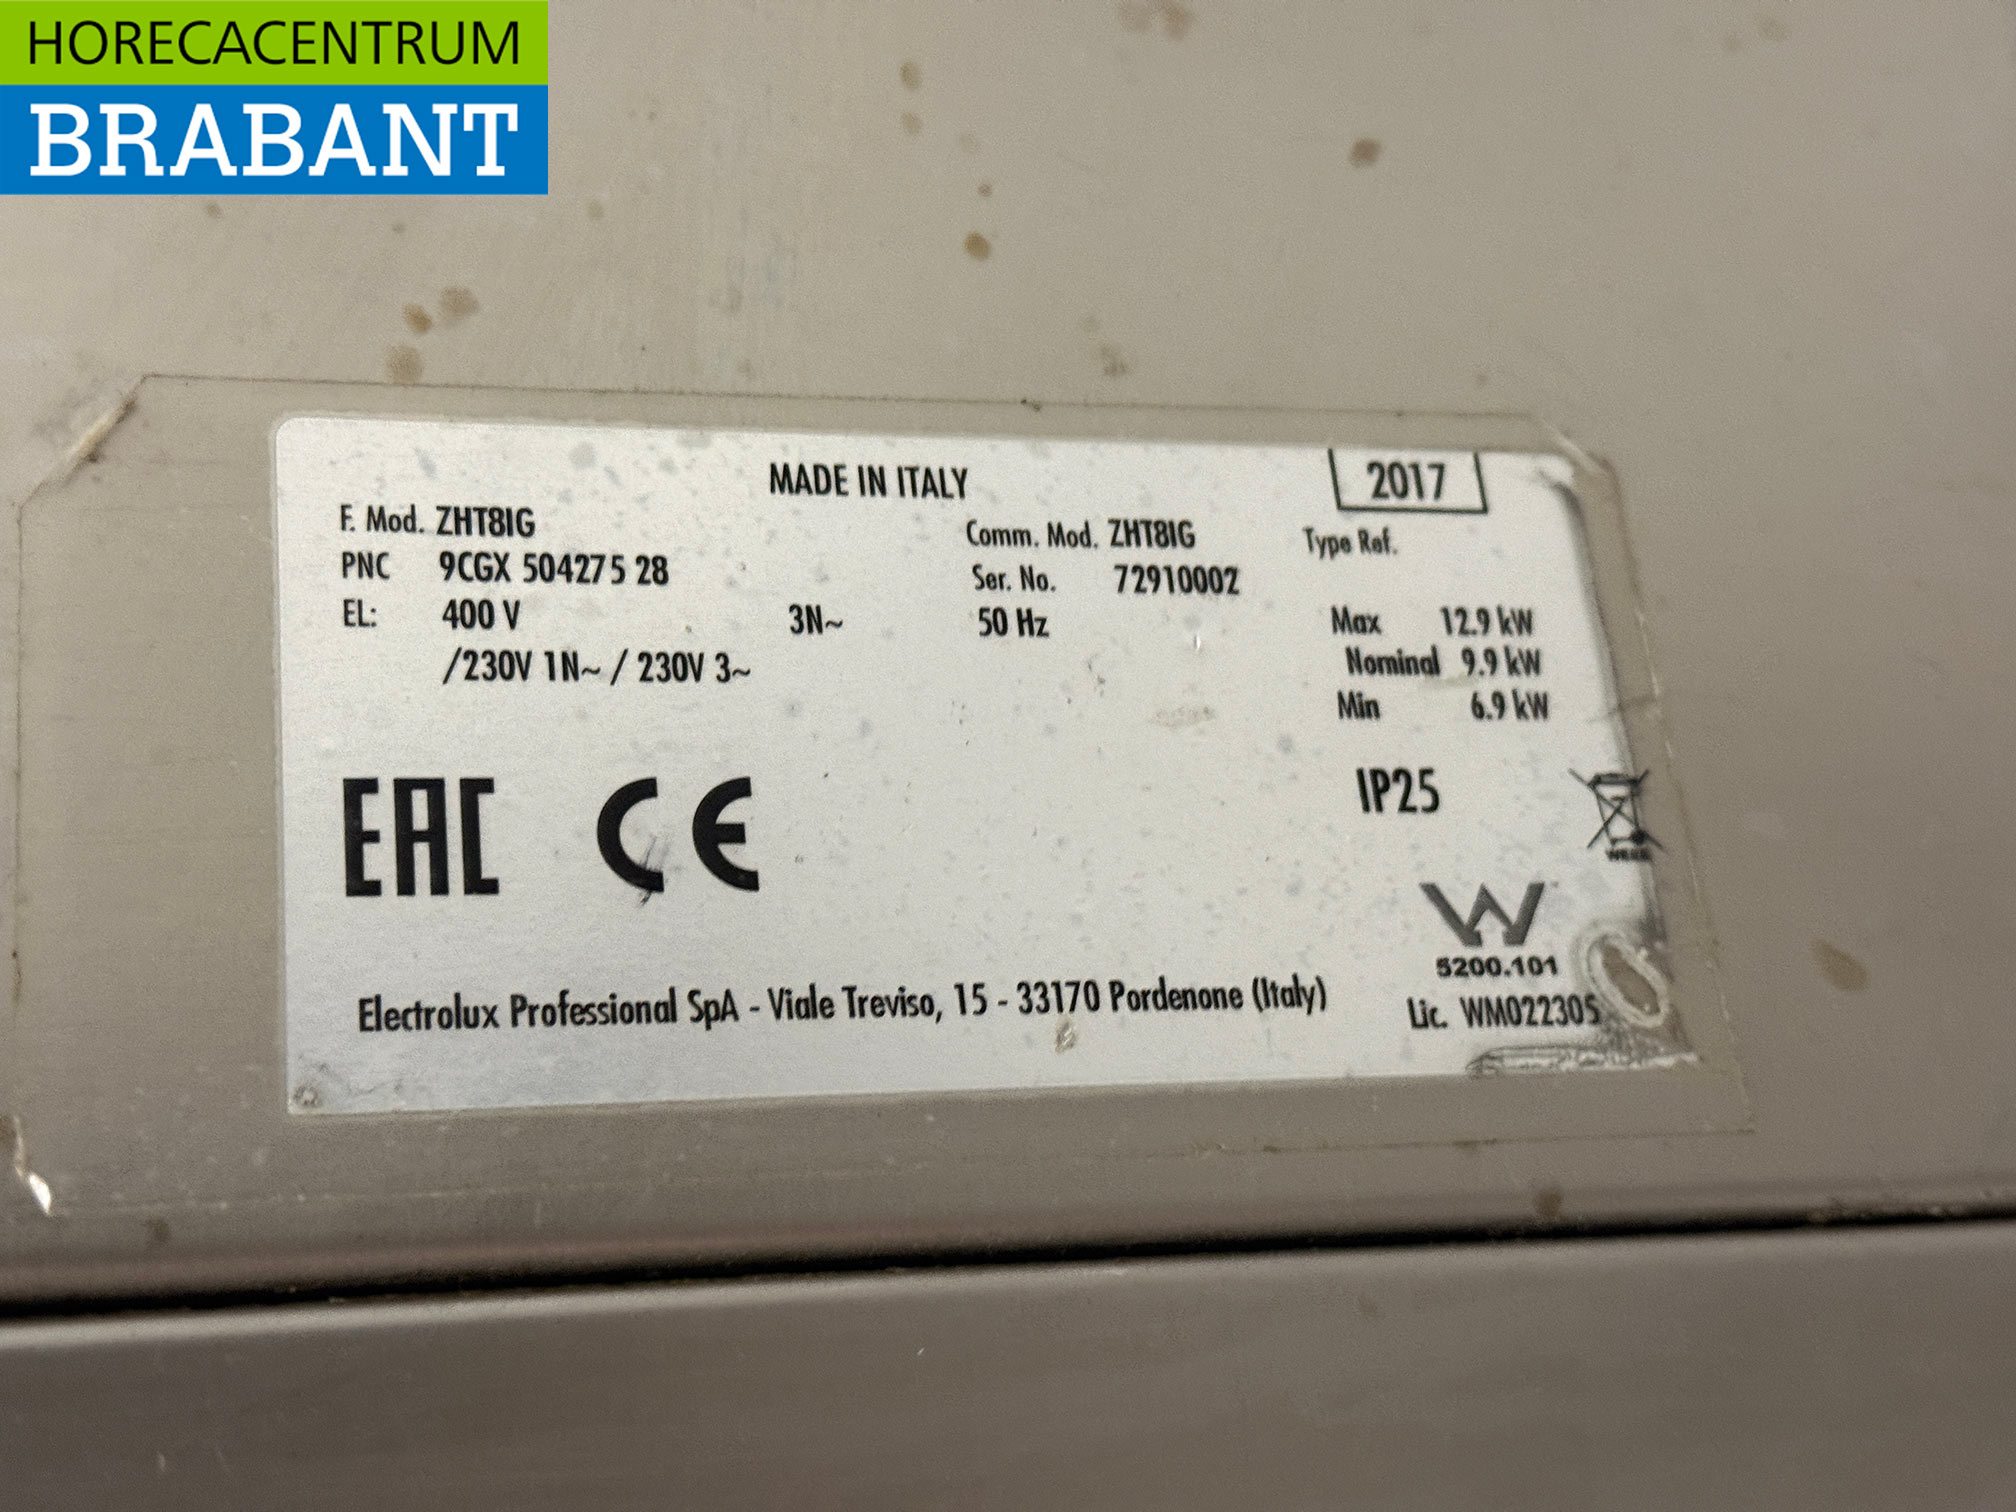 HORECACENTRUM
BRABANT
MADE IN ITALY
2017
F. Mod. ZHT8IG
Comm. Mod. ZHT8IG
Type Ref.
PNC 9CGX 504275 28
Ser. No. 72910002
EL: 400 V 3N~ 50 Hz
Max 12.9 kW
/230V 1N~ / 230V 3~
Nominal 9.9 kW
Min 6.9 kW
EAC CE
IP25
WEEE
5200.101
Electrolux Professional SpA - Viale Treviso, 15 - 33170 Pordenone (Italy)
Lic. WM022305